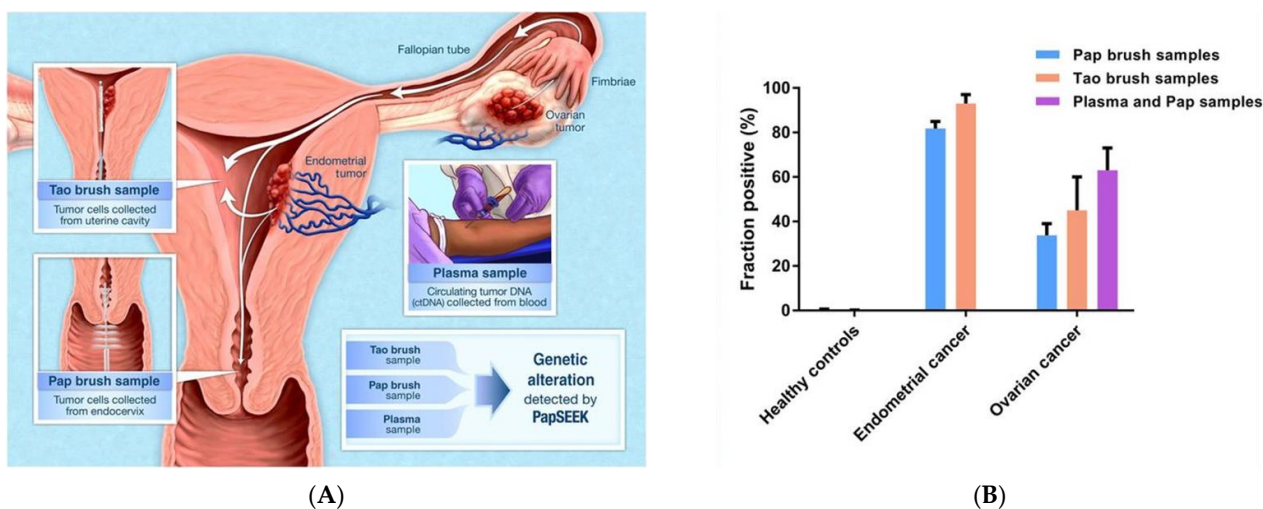 Fallopian tube
Fimbriae
Ovarian
tumor
Endometrial
tumor
Tao brush sample
Tumor cells collected
from uterine cavity
Plasma sample
Circulating tumor DNA
(ctDNA) collected from blood
Pap brush sample
Tumor cells collected
from endocervix
Tao brush
sample
Pap brush
sample
Plasma
sample
Genetic
alteration
detected by
PapSEEK
(A)
Pap brush samples
Tao brush samples
Plasma and Pap samples
Fraction positive (%)
100
80
60
40
20
0
Healthy controls
Endometrial cancer
Ovarian cancer
(B)